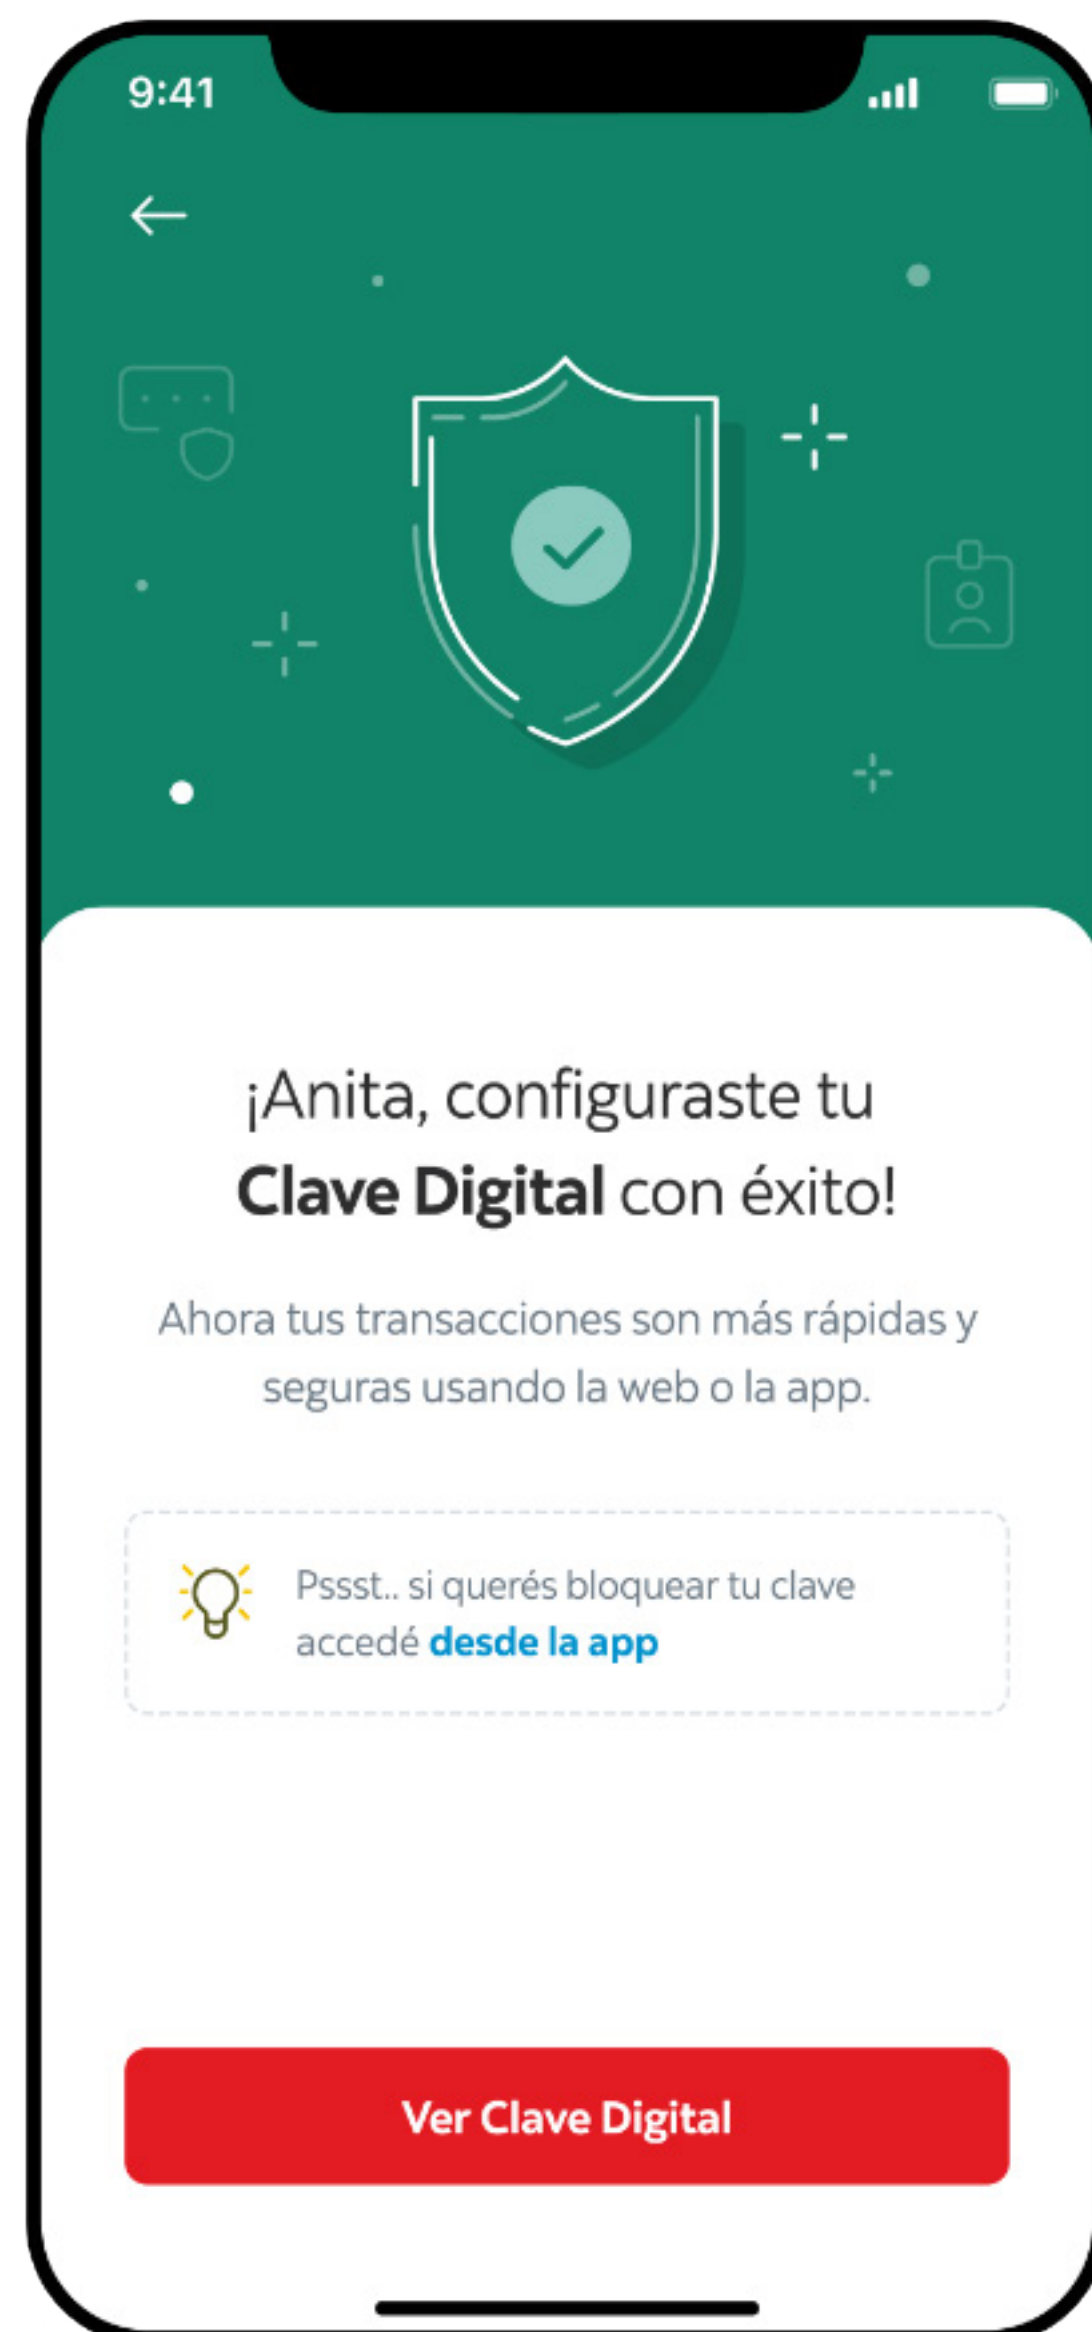 9:41
¡Anita, configuraste tu
Clave Digital con éxito!
Ahora tus transacciones son más rápidas y
seguras usando la web o la app.
Pssst.. si querés bloquear tu clave
accedé desde la app
Ver Clave Digital